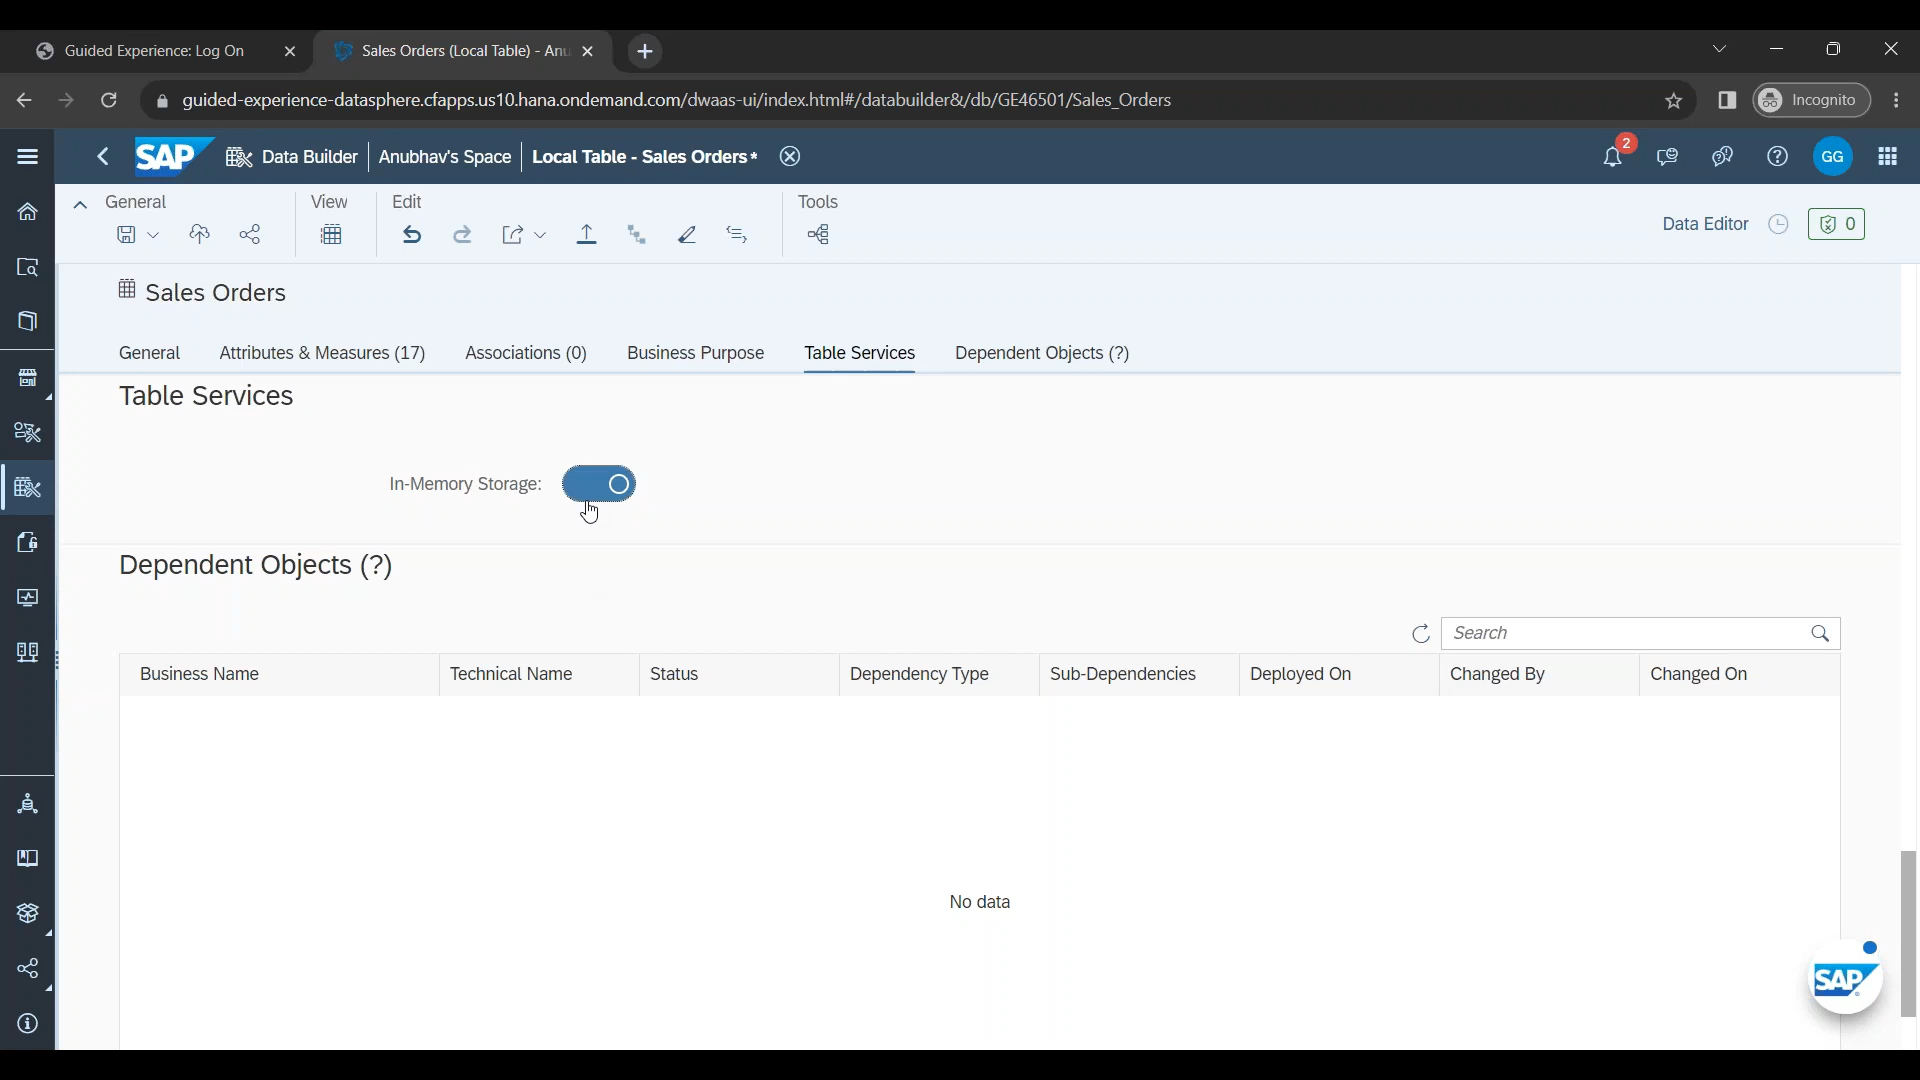 Guided Experience: Log On
Sales Orders (Local Table) - Anu
guided-experience-datasphere.cfapps.us10.hana.ondemand.com/dwaas-ui/index.html#/databuilder&/db/GE46501/Sales_Orders
Incognito
SAP Data Builder Anubhav's Space Local Table - Sales Orders*
2
GG
General View Edit Tools
Data Editor 0
Sales Orders
General Attributes & Measures (17) Associations (0) Business Purpose Table Services Dependent Objects (?)
Table Services
In-Memory Storage:
Dependent Objects (?)
Search
Business Name Technical Name Status Dependency Type Sub-Dependencies Deployed On Changed By Changed On
No data
SAP